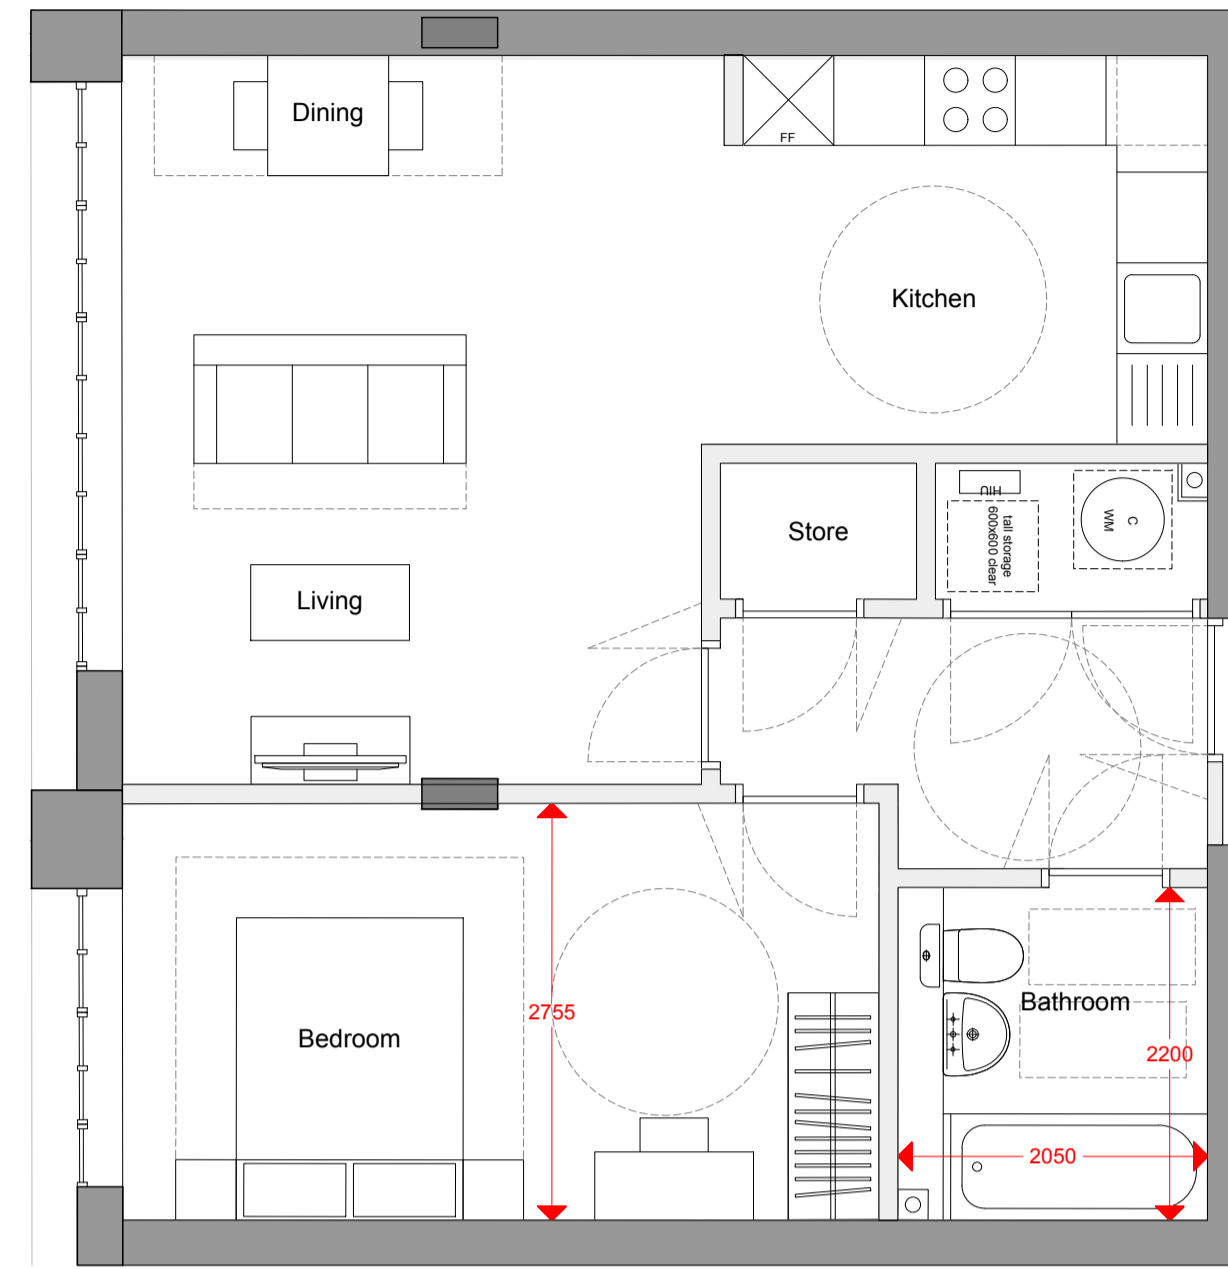 Dining
FF
Kitchen
HIU
tall storage
600x600 clear
C
WM
Store
Living
2755
Bedroom
Bathroom
2200
2050